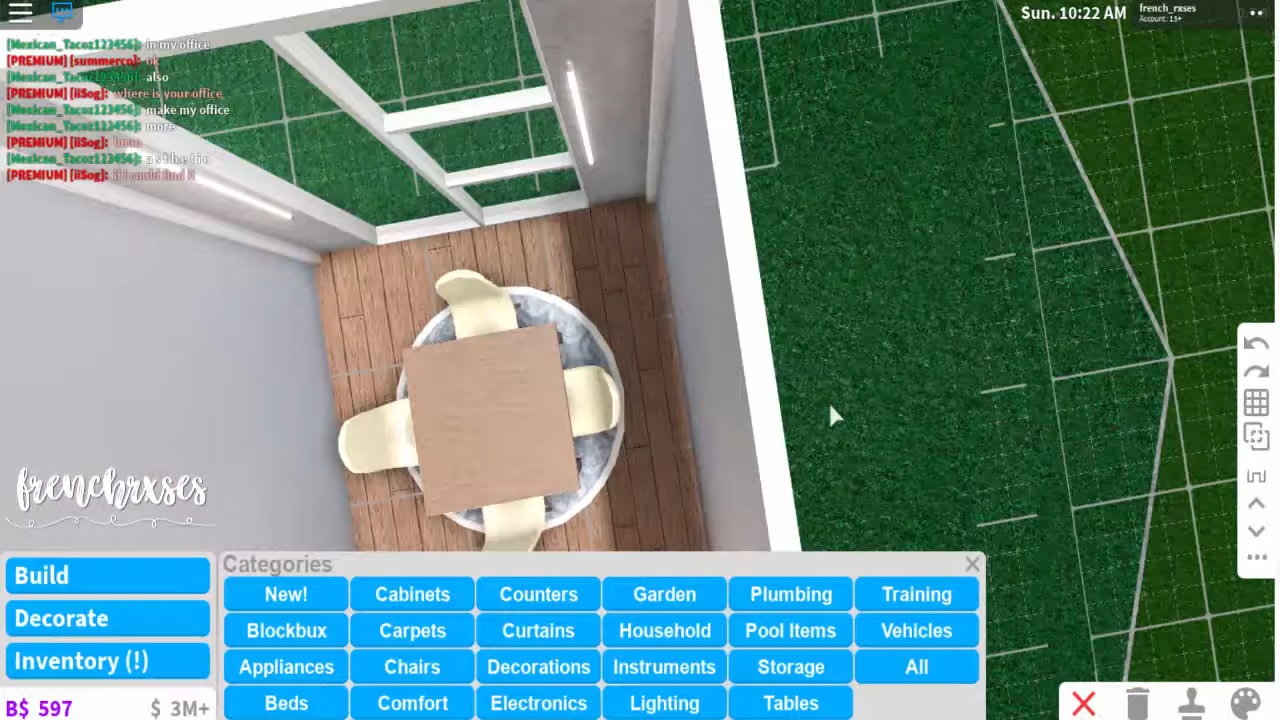 Sun. 10:22 AM
french_rxses
Account: 13+
[Mexican_Tacoz123456]: in my office
[PREMIUM] [summerco]: ok
[Mexican_Tacoz123456]: also
[PREMIUM] [iiSog]: where is your office
[Mexican_Tacoz123456]: make my office
[Mexican_Tacoz123456]: more
[PREMIUM] [iiSog]:
[Mexican_Tacoz123456]: a s t h e t i c
[PREMIUM] [iiSog]: if i could find it
frenchrxses
Build
Decorate
Inventory (!)
B$ 597
$ 3M+
Categories
New! Cabinets Counters Garden Plumbing Training
Blockbux Carpets Curtains Household Pool Items Vehicles
Appliances Chairs Decorations Instruments Storage All
Beds Comfort Electronics Lighting Tables